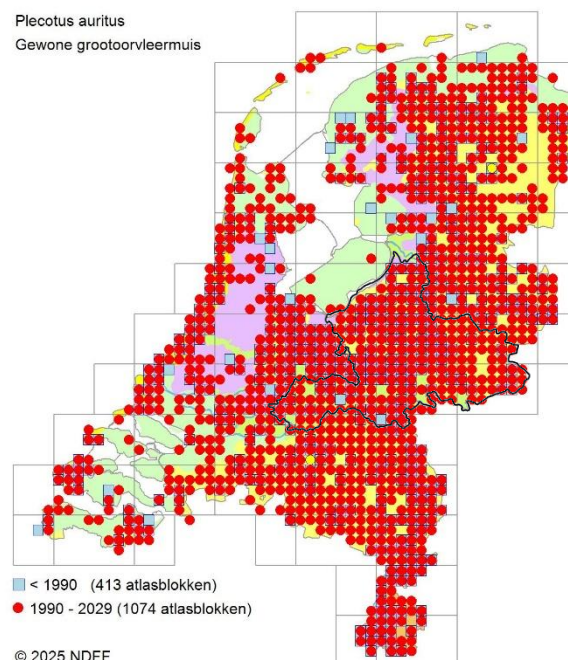 Plecotus auritus
Gewone grootoorvleermuis
< 1990 (413 atlasblokken)
1990 - 2029 (1074 atlasblokken)
© 2025 NDFF